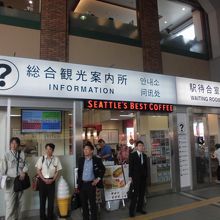 ?
総合観光案内所
INFORMATION
안내소
问讯处
駅待合室
WAITING ROOM
SEATTLE'S BEST COFFEE